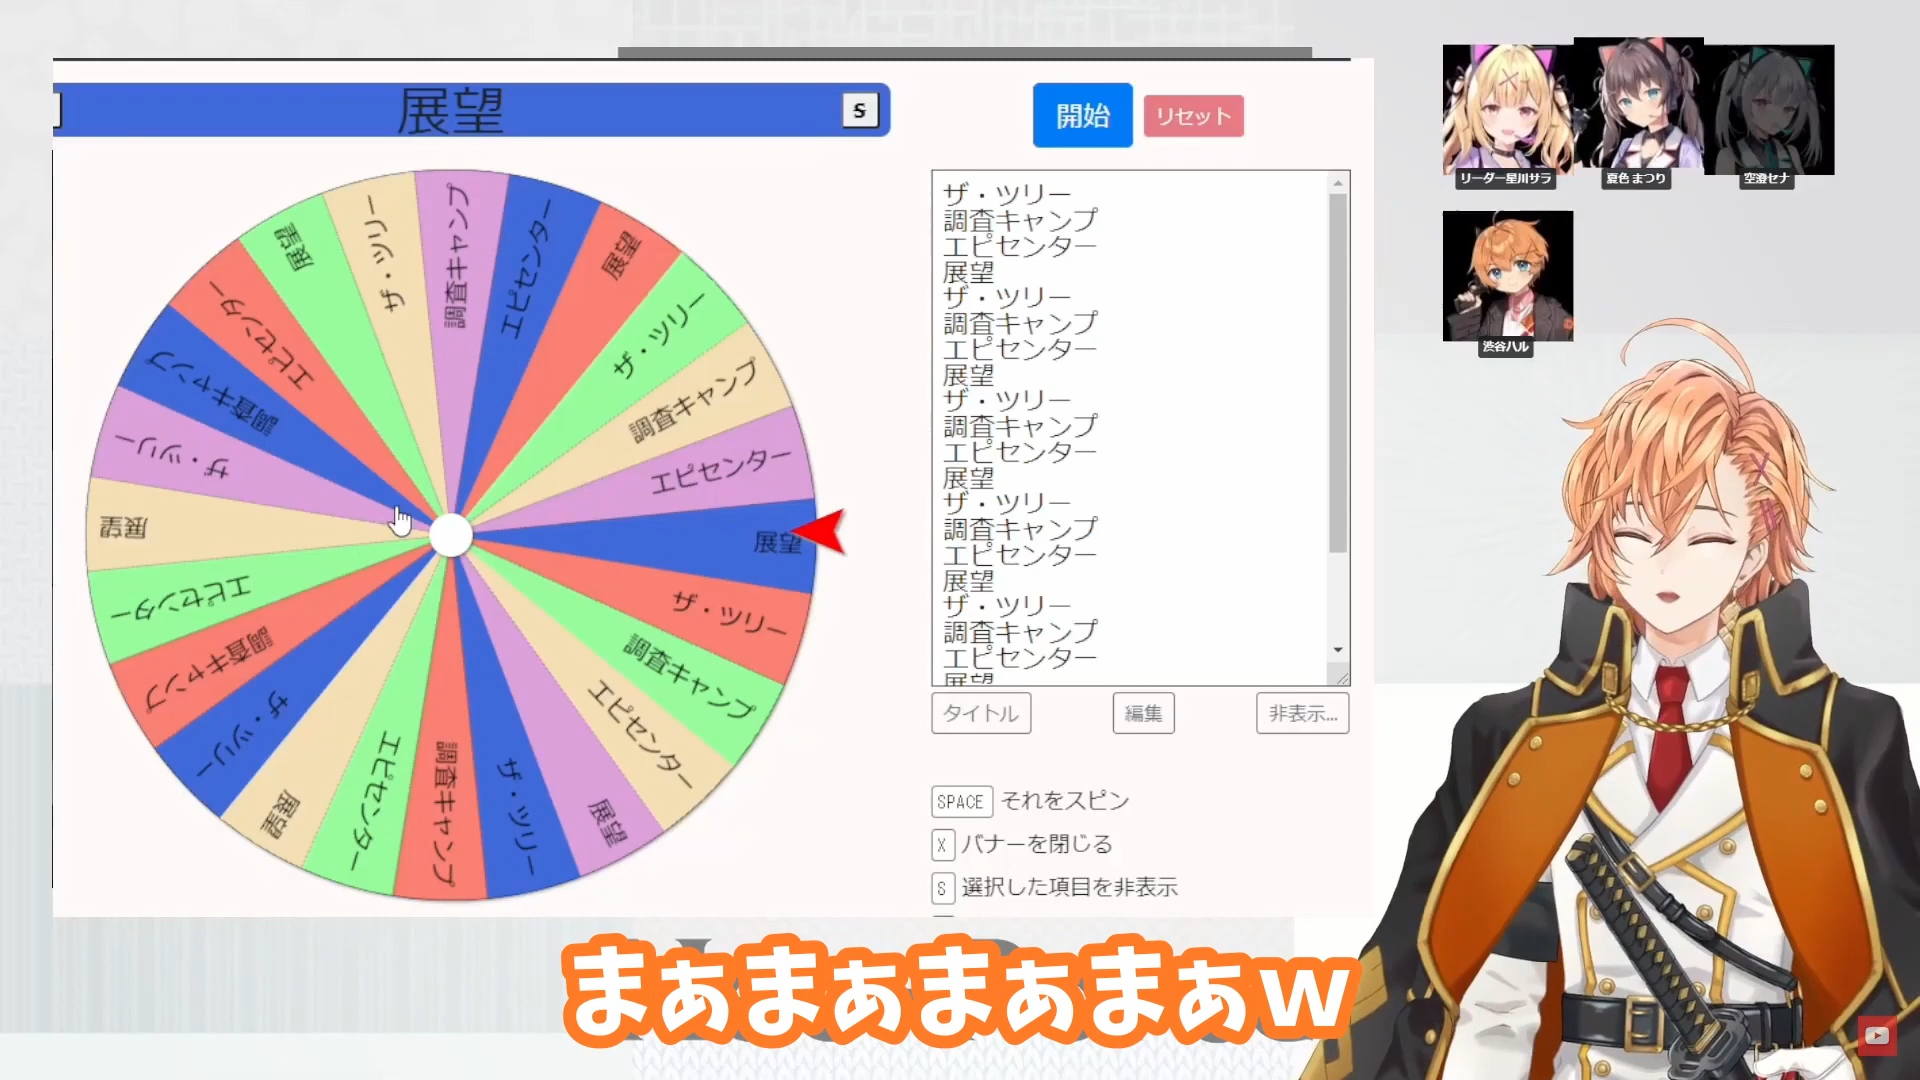 展望
S
開始
リセット
ザ・ツリー
調査キャンプ
エピセンター
展望
ザ・ツリー
調査キャンプ
エピセンター
展望
ザ・ツリー
調査キャンプ
エピセンター
展望
ザ・ツリー
調査キャンプ
エピセンター
展望
ザ・ツリー
調査キャンプ
エピセンター
展望
タイトル
編集
非表示...
SPACE それをスピン
X バナーを閉じる
S 選択した項目を非表示
調査キャンプ
エピセンター
展望
ザ・ツリー
調査キャンプ
エピセンター
展望
ザ・ツリー
調査キャンプ
エピセンター
展望
ザ・ツリー
調査キャンプ
エピセンター
展望
ザ・ツリー
調査キャンプ
エピセンター
展望
ザ・ツリー
調査キャンプ
エピセンター
展望
ザ・ツリー
リーダー星川サラ
夏色まつり
空澄セナ
渋谷ハル
まぁまぁまぁまぁw